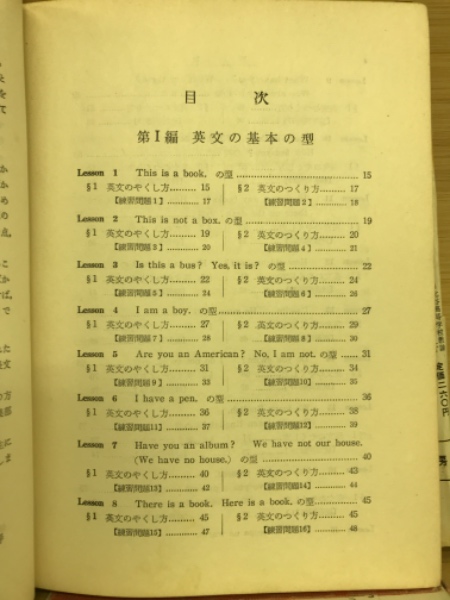 目次
第Ⅰ編 英文の基本の型
Lesson 1 This is a book. の型 15
§1 英文のやくし方 15 §2 英文のつくり方 17
【練習問題1】 17 【練習問題2】 18
Lesson 2 This is not a box. の型 19
§1 英文のやくし方 19 §2 英文のつくり方 20
【練習問題3】 20 【練習問題4】 21
Lesson 3 Is this a bus? Yes, it is? の型 22
§1 英文のやくし方 22 §2 英文のつくり方 24
【練習問題5】 24 【練習問題6】 26
Lesson 4 I am a boy. の型 27
§1 英文のやくし方 27 §2 英文のつくり方 29
【練習問題7】 28 【練習問題8】 30
Lesson 5 Are you an American? No, I am not. の型 31
§1 英文のやくし方 31 §2 英文のつくり方 34
【練習問題9】 33 【練習問題10】 35
Lesson 6 I have a pen. の型 36
§1 英文のやくし方 36 §2 英文のつくり方 38
【練習問題11】 37 【練習問題12】 39
Lesson 7 Have you an album? We have not our house.
(We have no house.) の型 40
§1 英文のやくし方 40 §2 英文のつくり方 43
【練習問題13】 42 【練習問題14】 44
Lesson 8 There is a book. Here is a book. の型 45
§1 英文のやくし方 45 §2 英文のつくり方 45
【練習問題15】 47 【練習問題16】 48
定価二六〇円